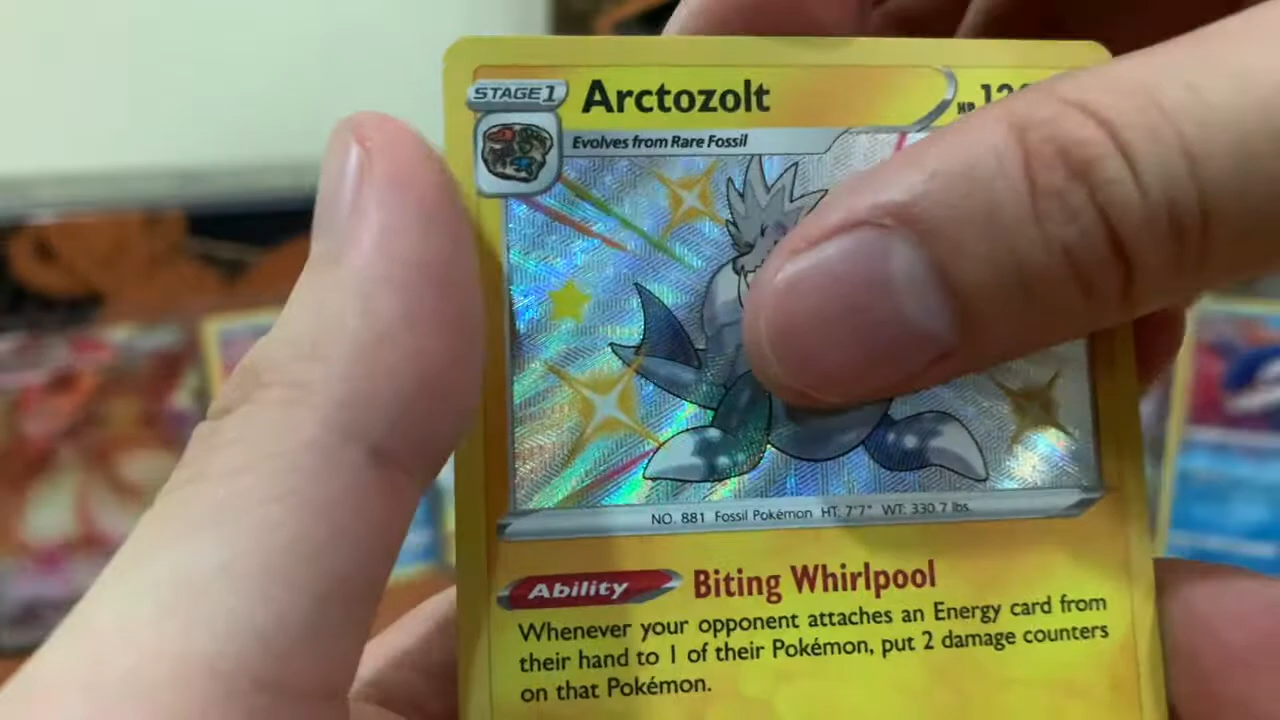 STAGE 1
Arctozolt
HP
Evolves from Rare Fossil
NO. 881 Fossil Pokémon HT: 7'7" WT: 330.7 lbs.
Ability Biting Whirlpool
Whenever your opponent attaches an Energy card from
their hand to 1 of their Pokémon, put 2 damage counters
on that Pokémon.